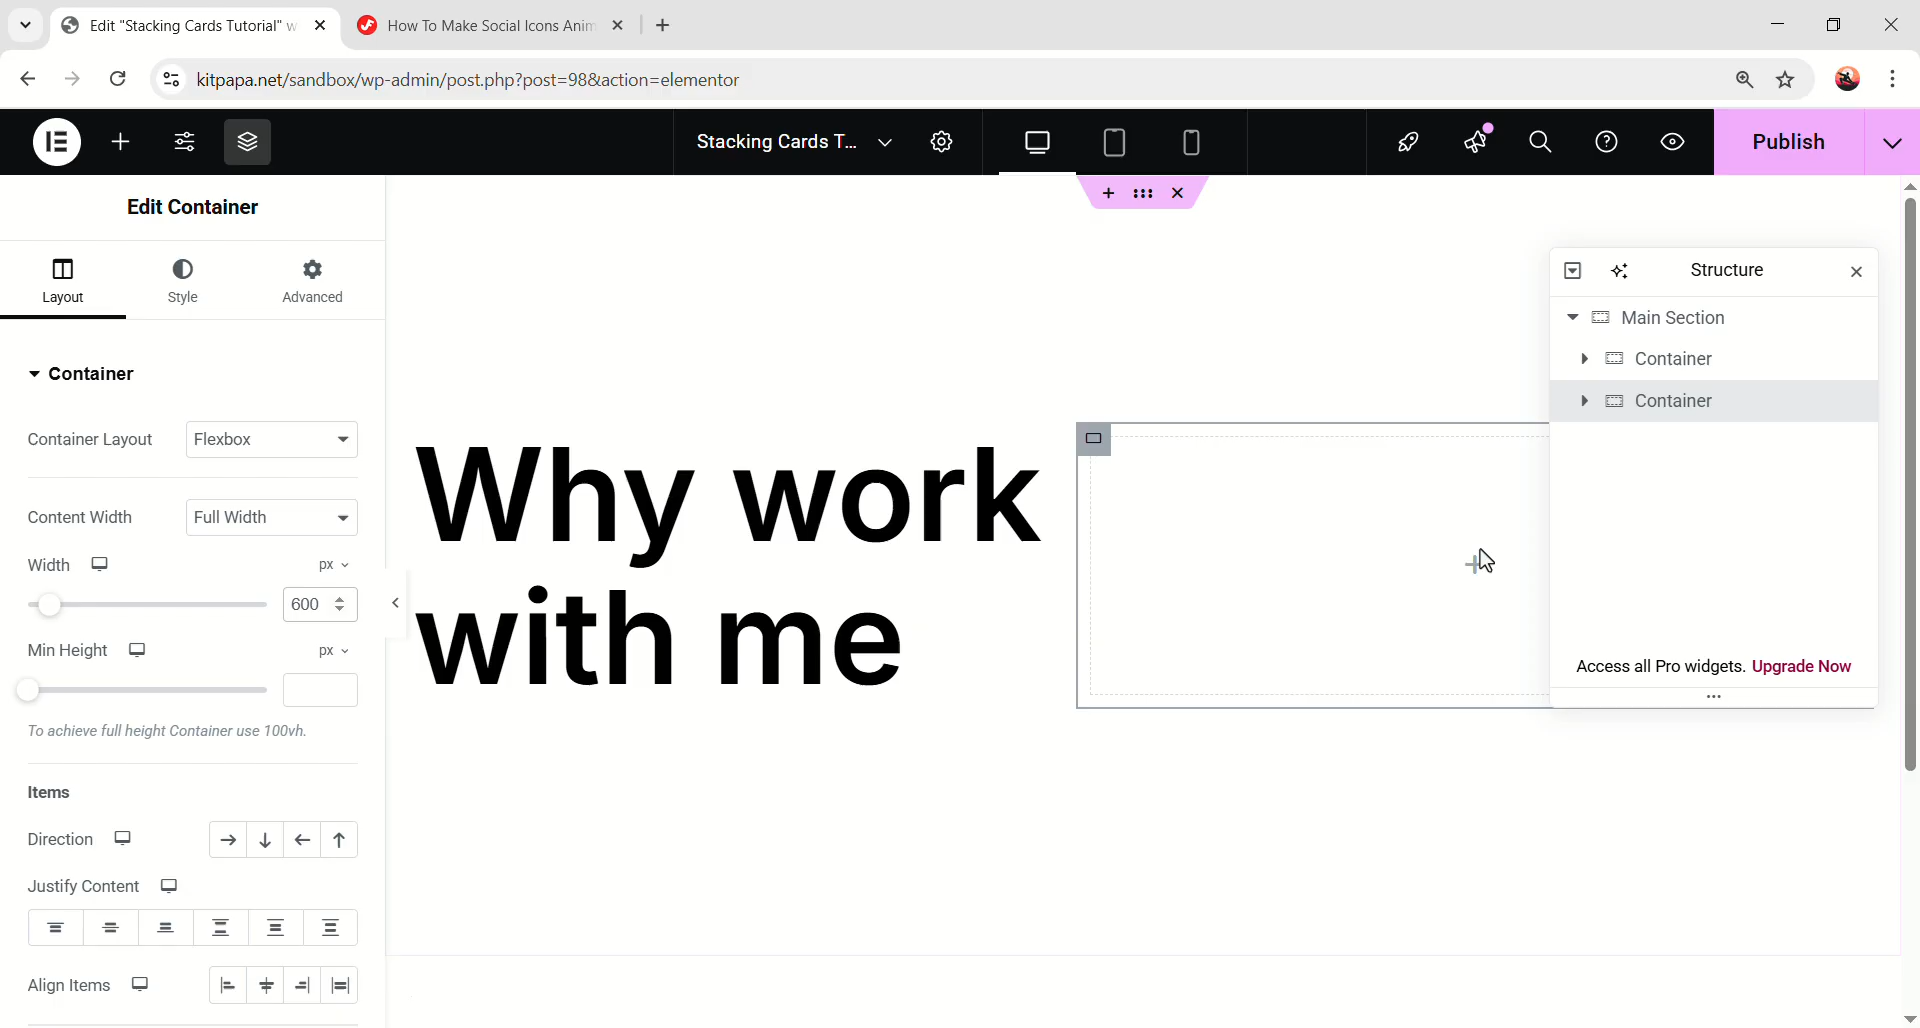 Edit "Stacking Cards Tutorial" w
How To Make Social Icons Anim
kitpapa.net/sandbox/wp-admin/post.php?post=98&action=elementor
Stacking Cards T...
Publish
Edit Container
Layout
Style
Advanced
Container
Container Layout
Flexbox
Content Width
Full Width
Width
px
600
Min Height
px
To achieve full height Container use 100vh.
Items
Direction
Justify Content
Align Items
Why work
with me
Structure
Main Section
Container
Container
Access all Pro widgets. Upgrade Now